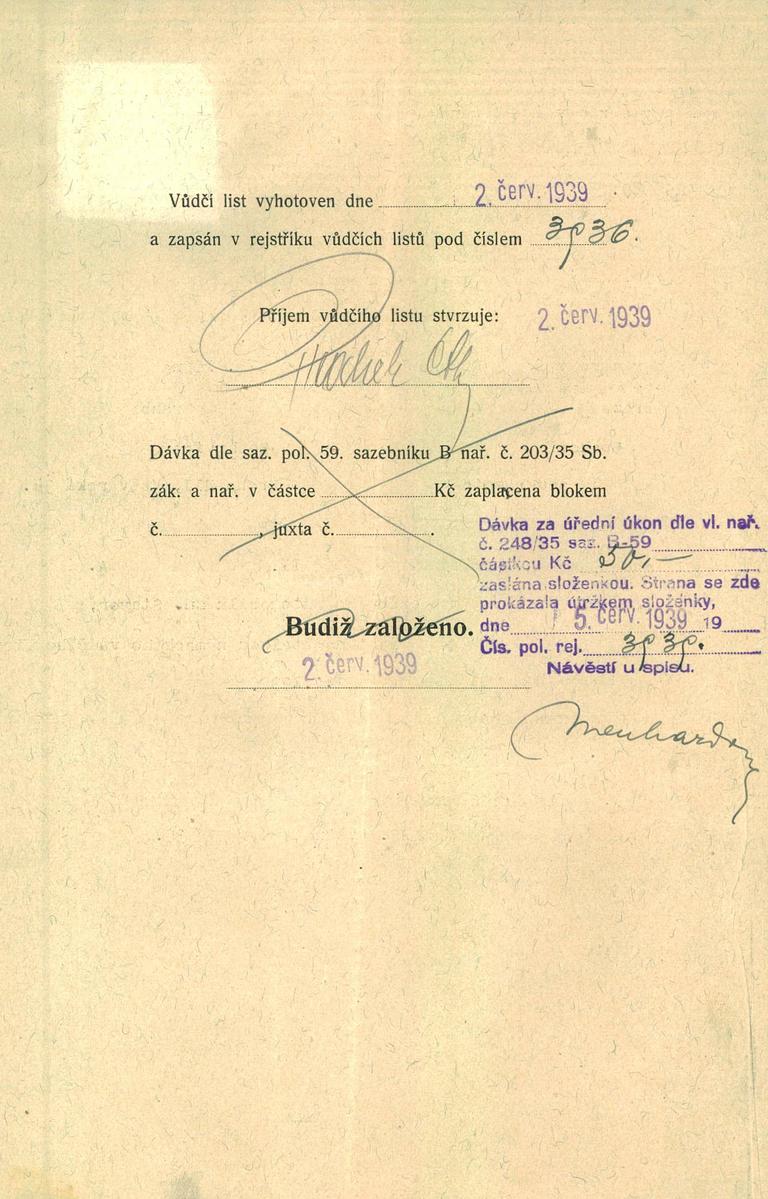 Vůdčí list vyhotoven dne 2. červ. 1939
a zapsán v rejstříku vůdčích listů pod číslem
Příjem vůdčího listu stvrzuje: 2. červ. 1939
Dávka dle saz. pol. 59. sazebníku B nař. č. 203/35 Sb.
zák. a nař. v částce Kč zaplacena blokem
č. , juxta č. .
Dávka za úřední úkon dle vl. nař.
č. 248/35 saz. B-59
částkou Kč 50,—
zaslána složenkou. Strana se zde
prokázala útržkem složenky,
dne 5. červ. 1939 19
Čís. pol. rej.
Návěstí u spisu.
Budiž založeno.
2. červ. 1939